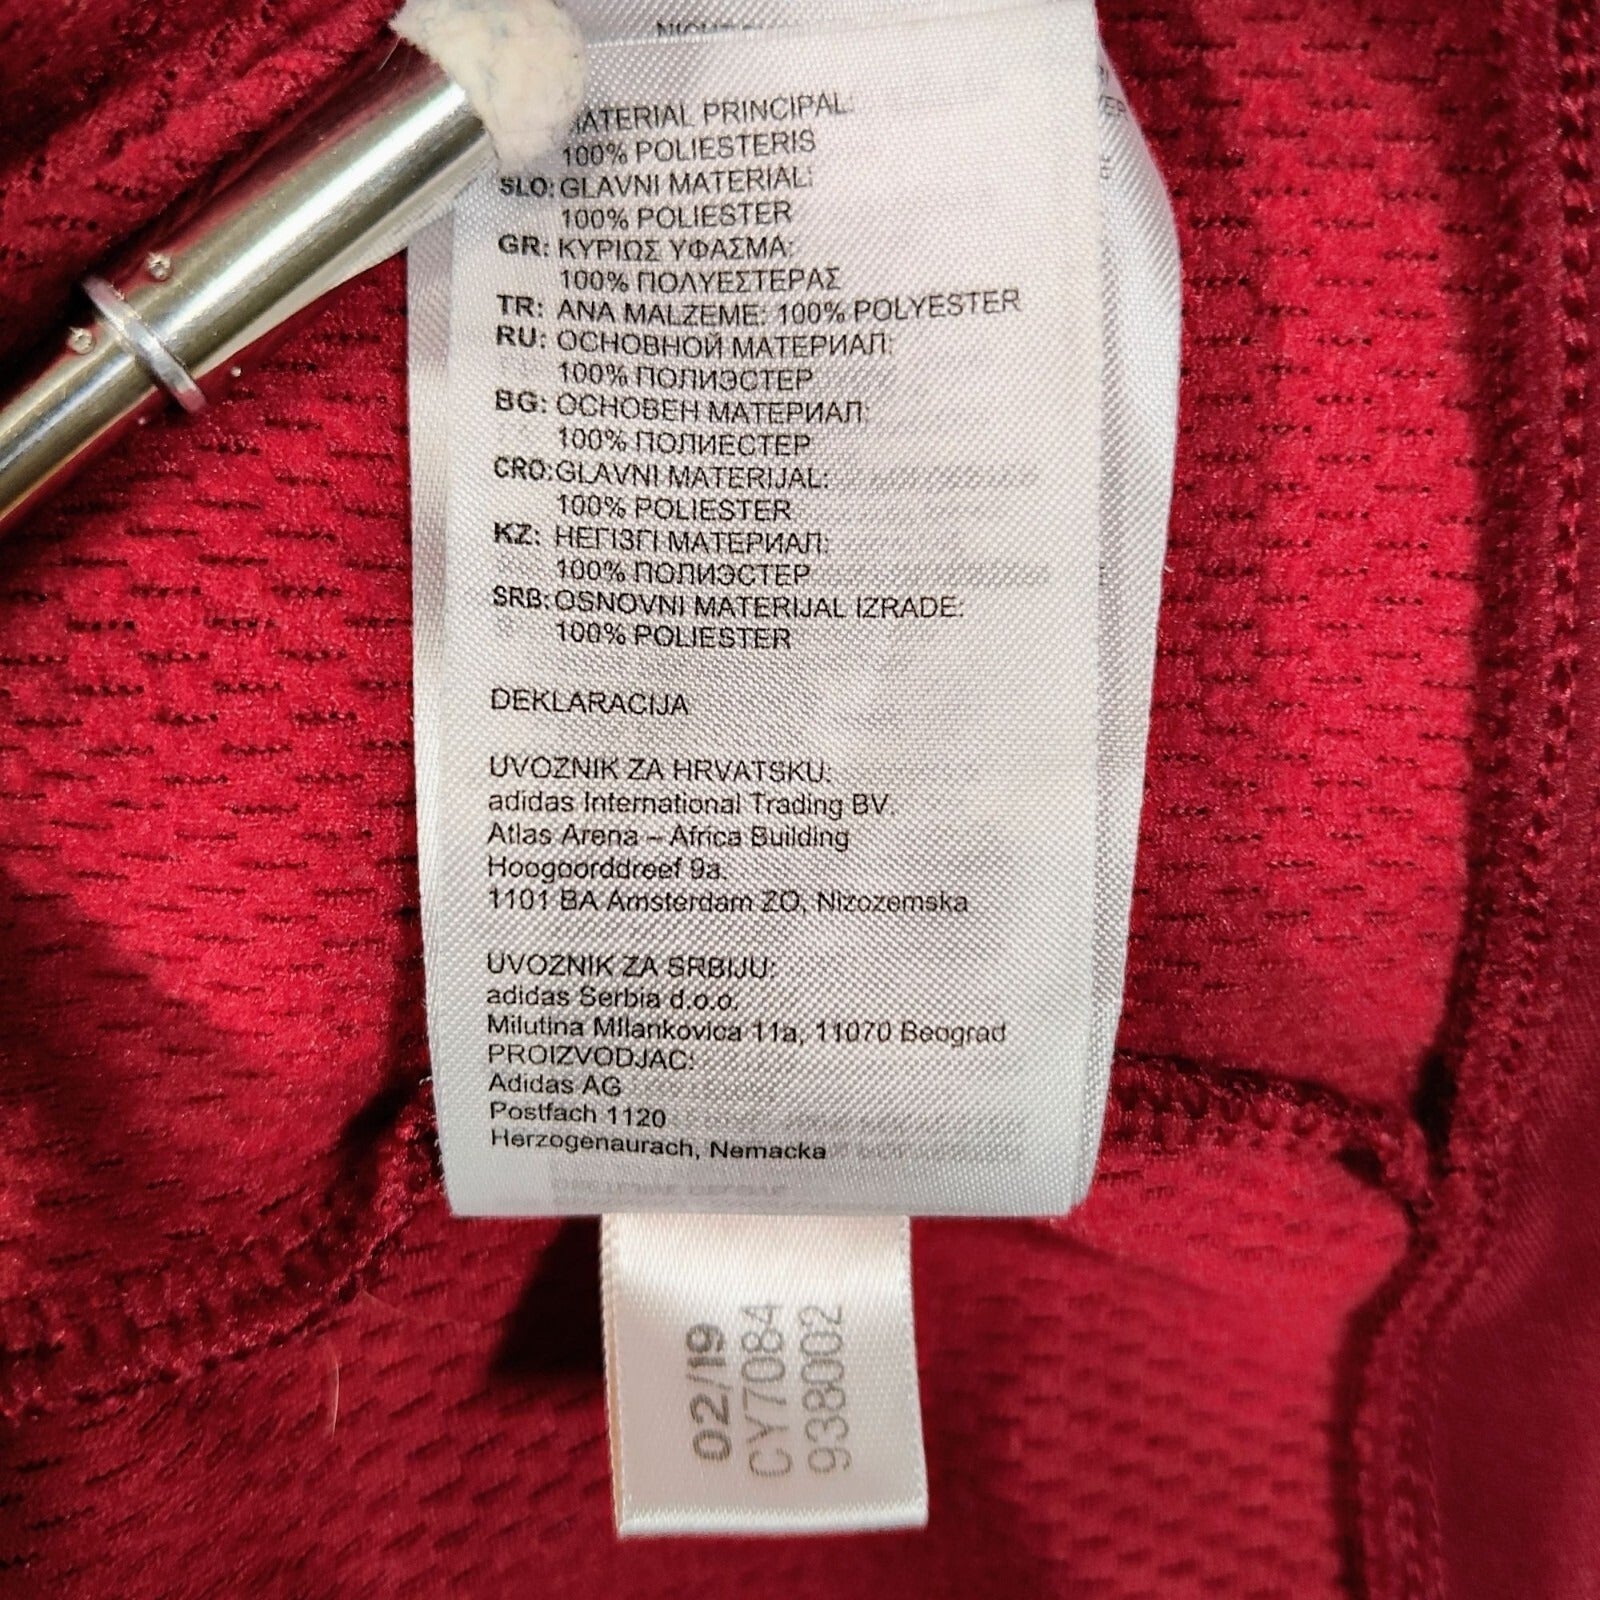 MATERIAL PRINCIPAL:
100% POLIESTERIS
SLO: GLAVNI MATERIAL:
100% POLIESTER
GR: ΚΥΡΙΩΣ ΥΦΑΣΜΑ:
100% ΠΟΛΥΕΣΤΕΡΑΣ
TR: ANA MALZEME: 100% POLYESTER
RU: ОСНОВНОЙ МАТЕРИАЛ:
100% ПОЛИЭСТЕР
BG: ОСНОВЕН МАТЕРИАЛ:
100% ПОЛИЕСТЕР
CRO: GLAVNI MATERIJAL:
100% POLIESTER
KZ: НЕГІЗГІ МАТЕРИАЛ:
100% ПОЛИЭСТЕР
SRB: OSNOVNI MATERIJAL IZRADE:
100% POLIESTER
DEKLARACIJA
UVOZNIK ZA HRVATSKU:
adidas International Trading BV.
Atlas Arena – Africa Building
Hoogoorddreef 9a.
1101 BA Amsterdam ZO, Nizozemska
UVOZNIK ZA SRBIJU:
adidas Serbia d.o.o.
Milutina MIlankovica 11a, 11070 Beograd
PROIZVODJAC:
Adidas AG
Postfach 1120
Herzogenaurach, Nemacka
02/19
CY7084
938002